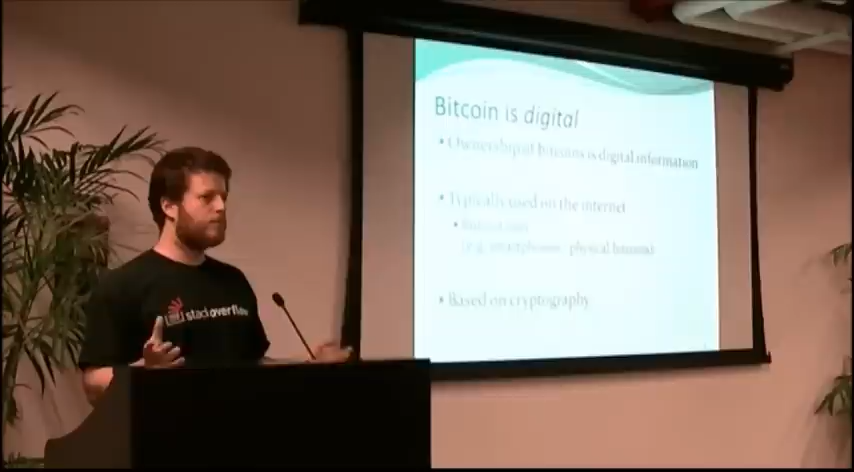 Bitcoin is digital
• Ownership of bitcoins is digital information
• Typically used on the internet
(e.g. smartphones, physical bitcoins)
• Based on cryptography
stackoverflow